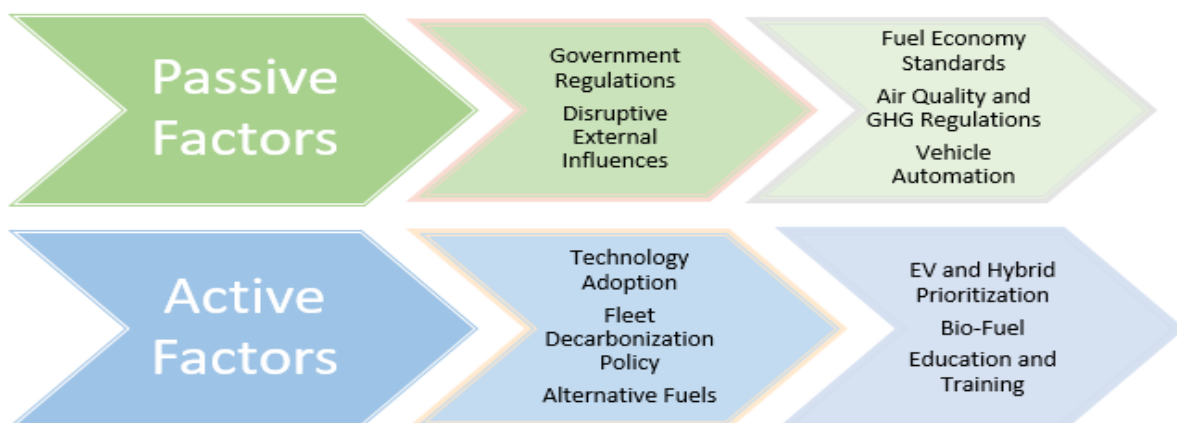 Passive
Factors
Government
Regulations
Disruptive
External
Influences
Fuel Economy
Standards
Air Quality and
GHG Regulations
Vehicle
Automation
Active
Factors
Technology
Adoption
Fleet
Decarbonization
Policy
Alternative Fuels
EV and Hybrid
Prioritization
Bio-Fuel
Education and
Training